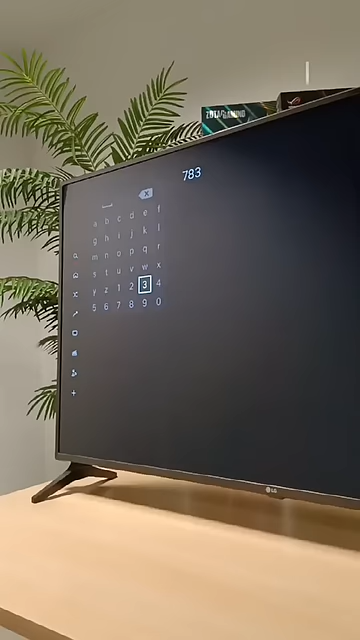 ZOTAC GAMING
783
a b c d e f
g h i j k l
m n o p q r
s t u v w x
y z 1 2 3 4
5 6 7 8 9 0
LG